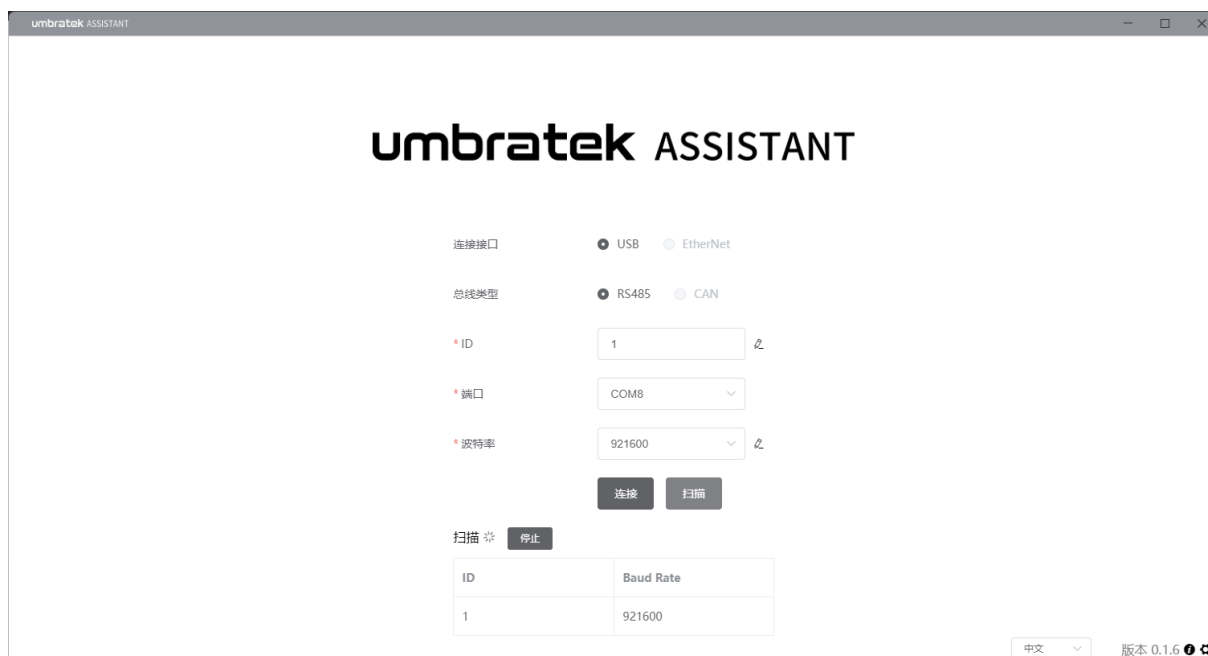 umbratek ASSISTANT
umbratek ASSISTANT
连接接口 USB EtherNet
总线类型 RS485 CAN
* ID 1
* 端口 COM8
* 波特率 921600
连接 扫描
扫描 停止
ID Baud Rate
1 921600
中文 版本 0.1.6